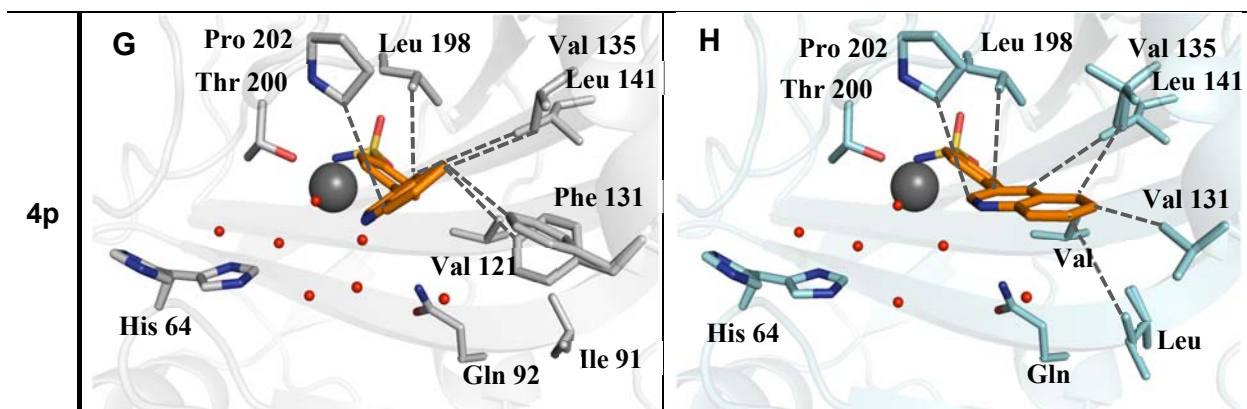 4p
G
Pro 202
Leu 198
Val 135
Leu 141
Thr 200
Phe 131
Val 121
His 64
Gln 92
Ile 91
H
Pro 202
Leu 198
Val 135
Leu 141
Thr 200
Val 131
Val
His 64
Gln
Leu